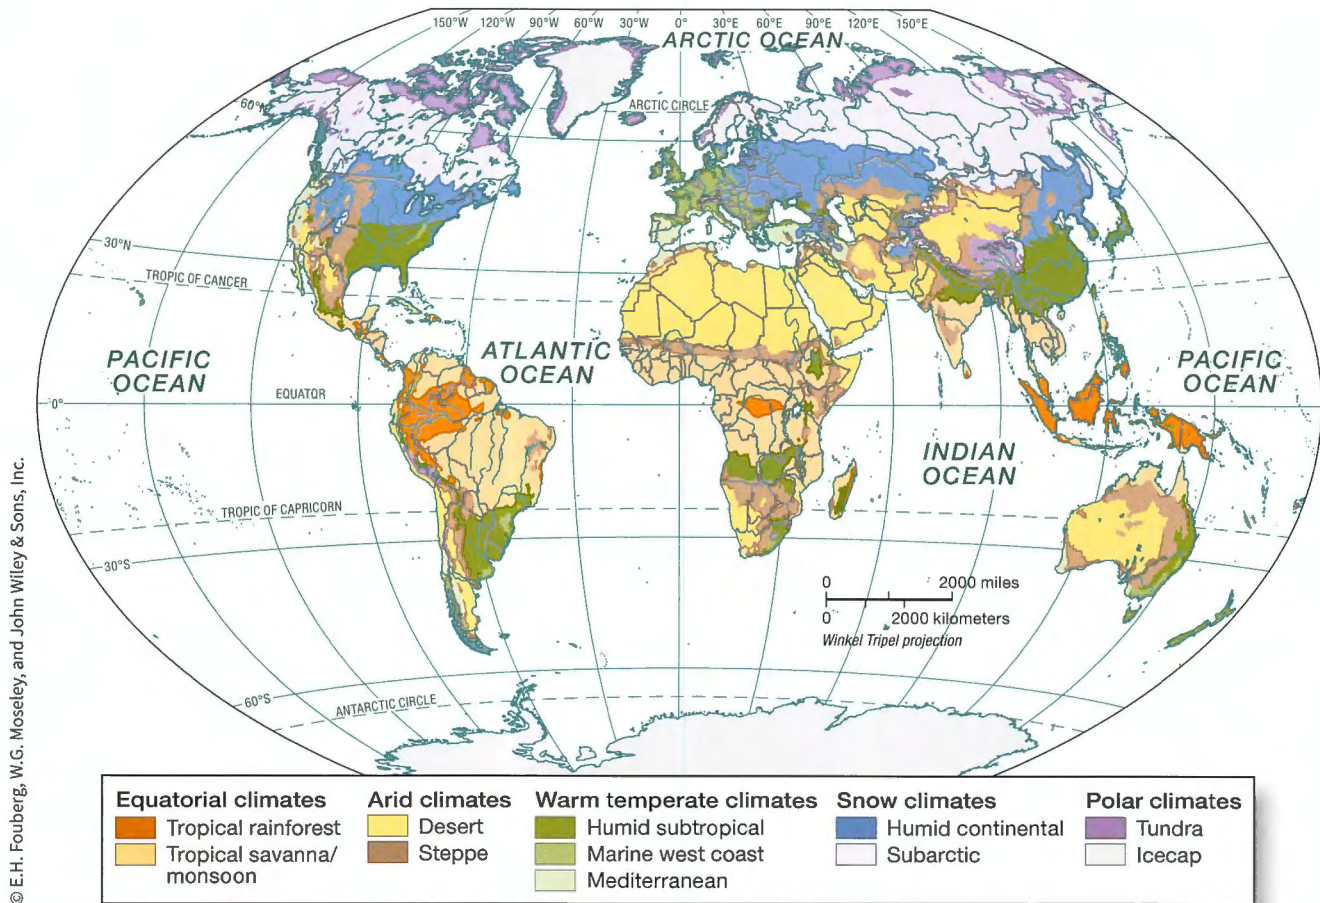 150°W 120°W 90°W 60°W 30°W 0° 30°E 60°E 90°E 120°E 150°E
ARCTIC OCEAN
60°N
ARCTIC CIRCLE
30°N
TROPIC OF CANCER
PACIFIC
OCEAN
ATLANTIC
OCEAN
PACIFIC
OCEAN
EQUATOR
0°
INDIAN
OCEAN
TROPIC OF CAPRICORN
30°S
0 2000 miles
0 2000 kilometers
Winkel Tripel projection
60°S
ANTARCTIC CIRCLE
© E.H. Fouberg, W.G. Moseley, and John Wiley & Sons, Inc.
Equatorial climates
Tropical rainforest
Tropical savanna/
monsoon
Arid climates
Desert
Steppe
Warm temperate climates
Humid subtropical
Marine west coast
Mediterranean
Snow climates
Humid continental
Subarctic
Polar climates
Tundra
Icecap